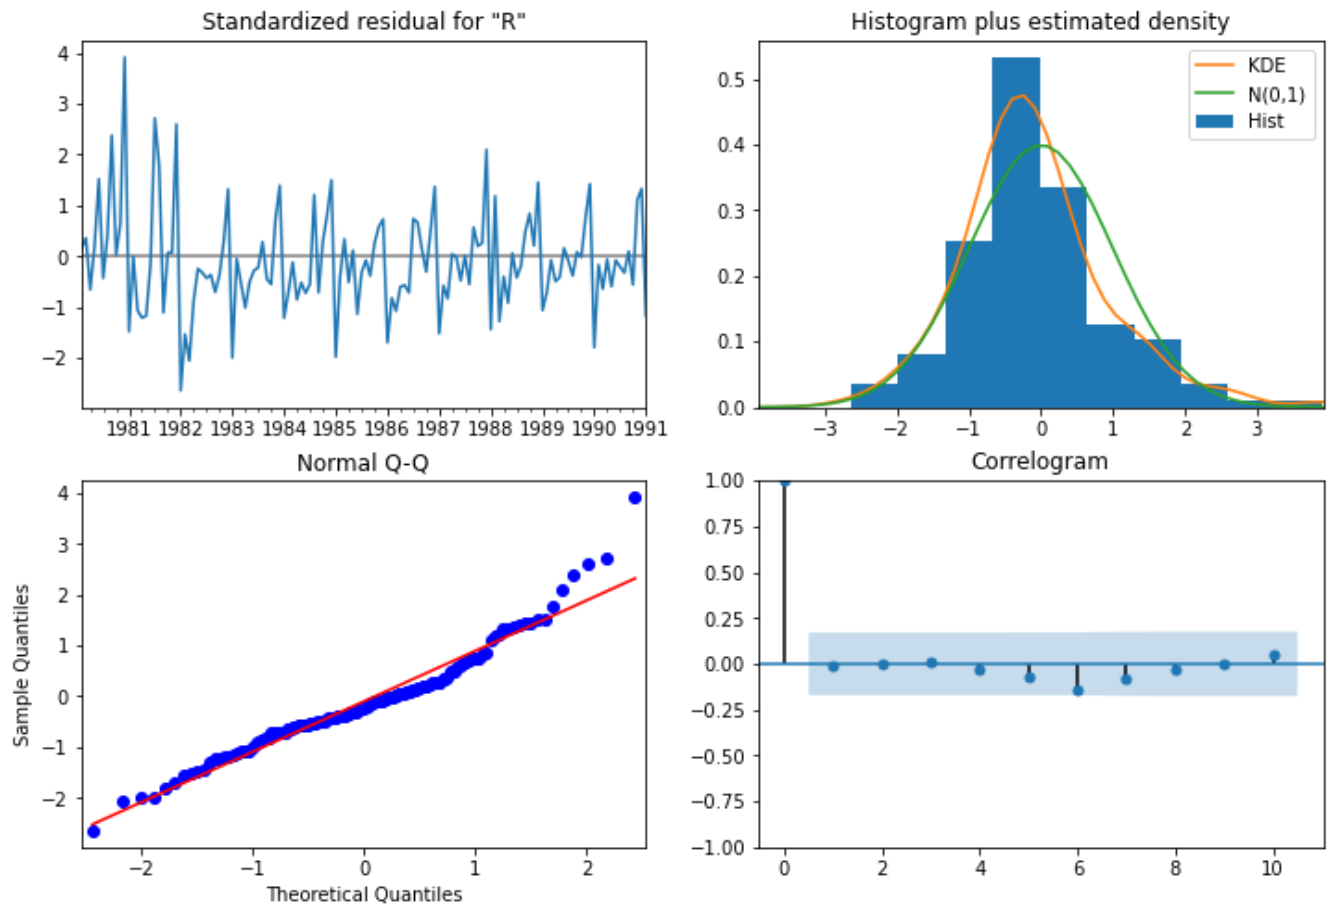 Standardized residual for "R"
4
3
2
1
0
−1
−2
1981 1982 1983 1984 1985 1986 1987 1988 1989 1990 1991
Histogram plus estimated density
KDE
N(0,1)
Hist
0.5
0.4
0.3
0.2
0.1
0.0
−3 −2 −1 0 1 2 3
Normal Q-Q
Sample Quantiles
4
3
2
1
0
−1
−2
−2 −1 0 1 2
Theoretical Quantiles
Correlogram
1.00
0.75
0.50
0.25
0.00
−0.25
−0.50
−0.75
−1.00
0 2 4 6 8 10